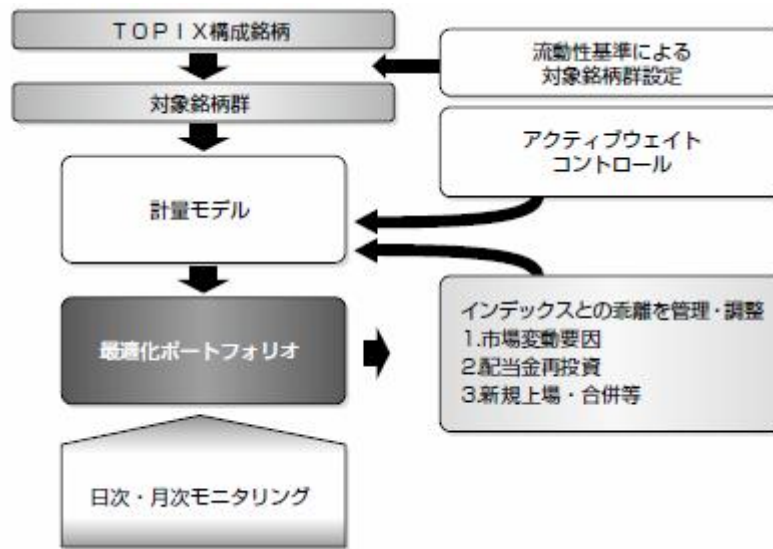 TOPIX構成銘柄
流動性基準による
対象銘柄群設定
対象銘柄群
アクティブウェイト
コントロール
計量モデル
最適化ポートフォリオ
インデックスとの乖離を管理・調整
1.市場変動要因
2.配当金再投資
3.新規上場・合併等
日次・月次モニタリング